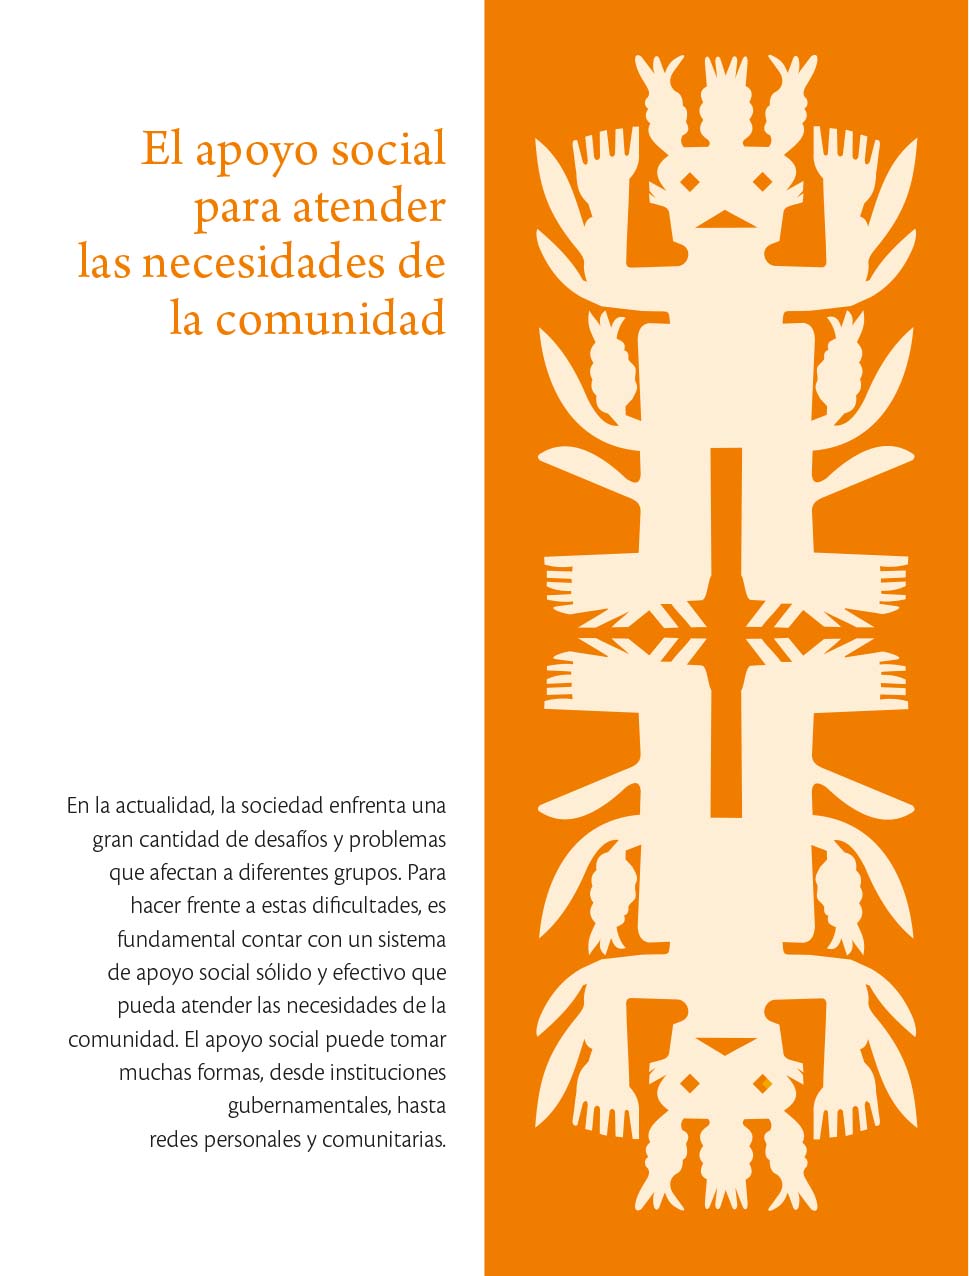 El apoyo social
para atender
las necesidades de
la comunidad
En la actualidad, la sociedad enfrenta una
gran cantidad de desafíos y problemas
que afectan a diferentes grupos. Para
hacer frente a estas dificultades, es
fundamental contar con un sistema
de apoyo social sólido y efectivo que
pueda atender las necesidades de la
comunidad. El apoyo social puede tomar
muchas formas, desde instituciones
gubernamentales, hasta
redes personales y comunitarias.